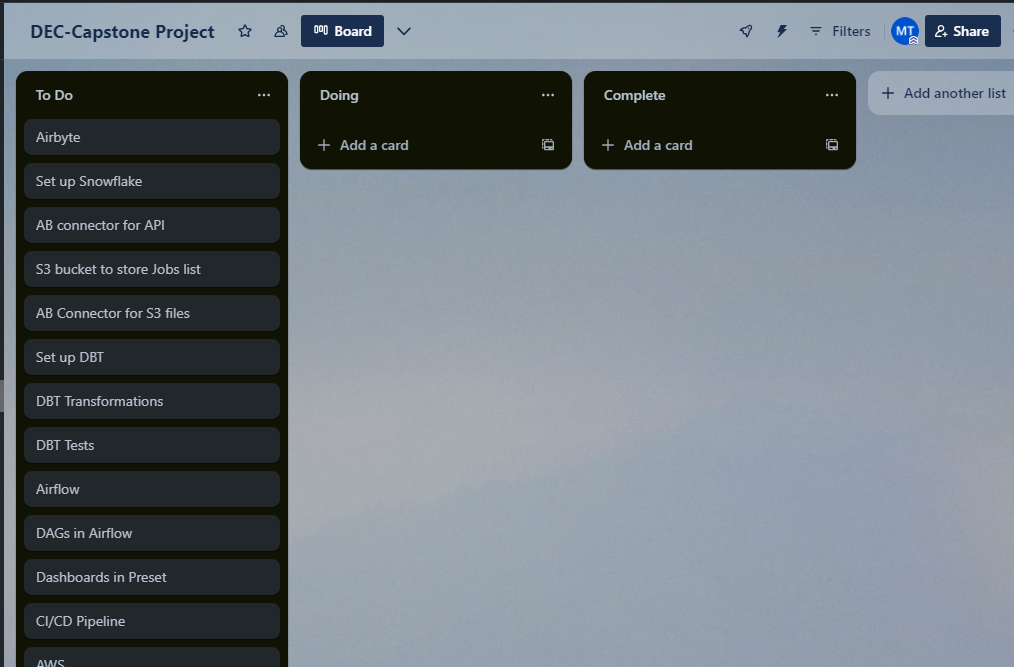 DEC-Capstone Project
Board
Filters
MT
Share
To Do
Airbyte
Set up Snowflake
AB connector for API
S3 bucket to store Jobs list
AB Connector for S3 files
Set up DBT
DBT Transformations
DBT Tests
Airflow
DAGs in Airflow
Dashboards in Preset
CI/CD Pipeline
AWS
Doing
Add a card
Complete
Add a card
Add another list